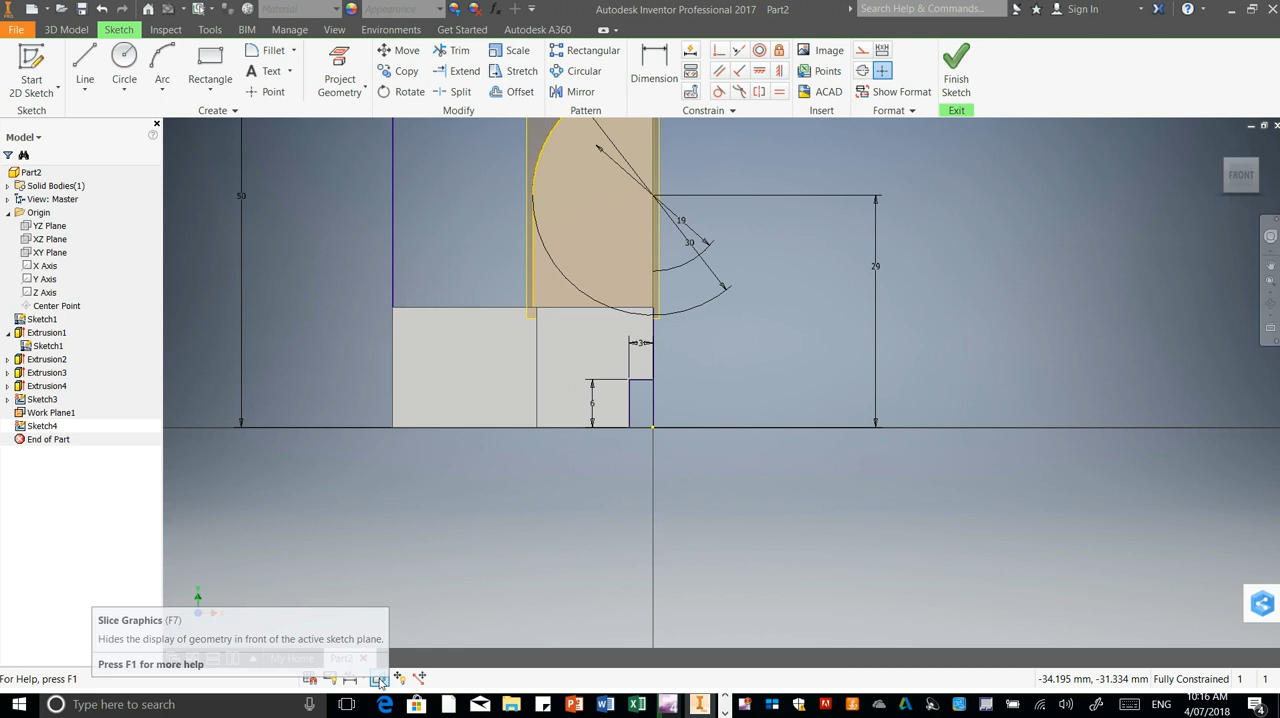 Material
Appearance
Autodesk Inventor Professional 2017 Part2
Search Help & Commands...
Sign In
File 3D Model Sketch Inspect Tools BIM Manage View Environments Get Started Autodesk A360
Start 2D Sketch
Line
Circle
Arc
Rectangle
Fillet
Text
Point
Project Geometry
Move
Copy
Rotate
Trim
Extend
Split
Scale
Stretch
Offset
Rectangular
Circular
Mirror
Dimension
Image
Points
ACAD
Show Format
Finish Sketch
Sketch Create Modify Pattern Constrain Insert Format Exit
Model
Part2
Solid Bodies(1)
View: Master
Origin
YZ Plane
XZ Plane
XY Plane
X Axis
Y Axis
Z Axis
Center Point
Sketch1
Extrusion1
Sketch1
Extrusion2
Extrusion3
Extrusion4
Sketch3
Work Plane1
Sketch4
End of Part
FRONT
50
19
30
29
3
6
Slice Graphics (F7)
Hides the display of geometry in front of the active sketch plane.
Press F1 for more help
My Home Part2
For Help, press F1
-34.195 mm, -31.334 mm Fully Constrained 1 1
Type here to search
ENG
10:16 AM
4/07/2018